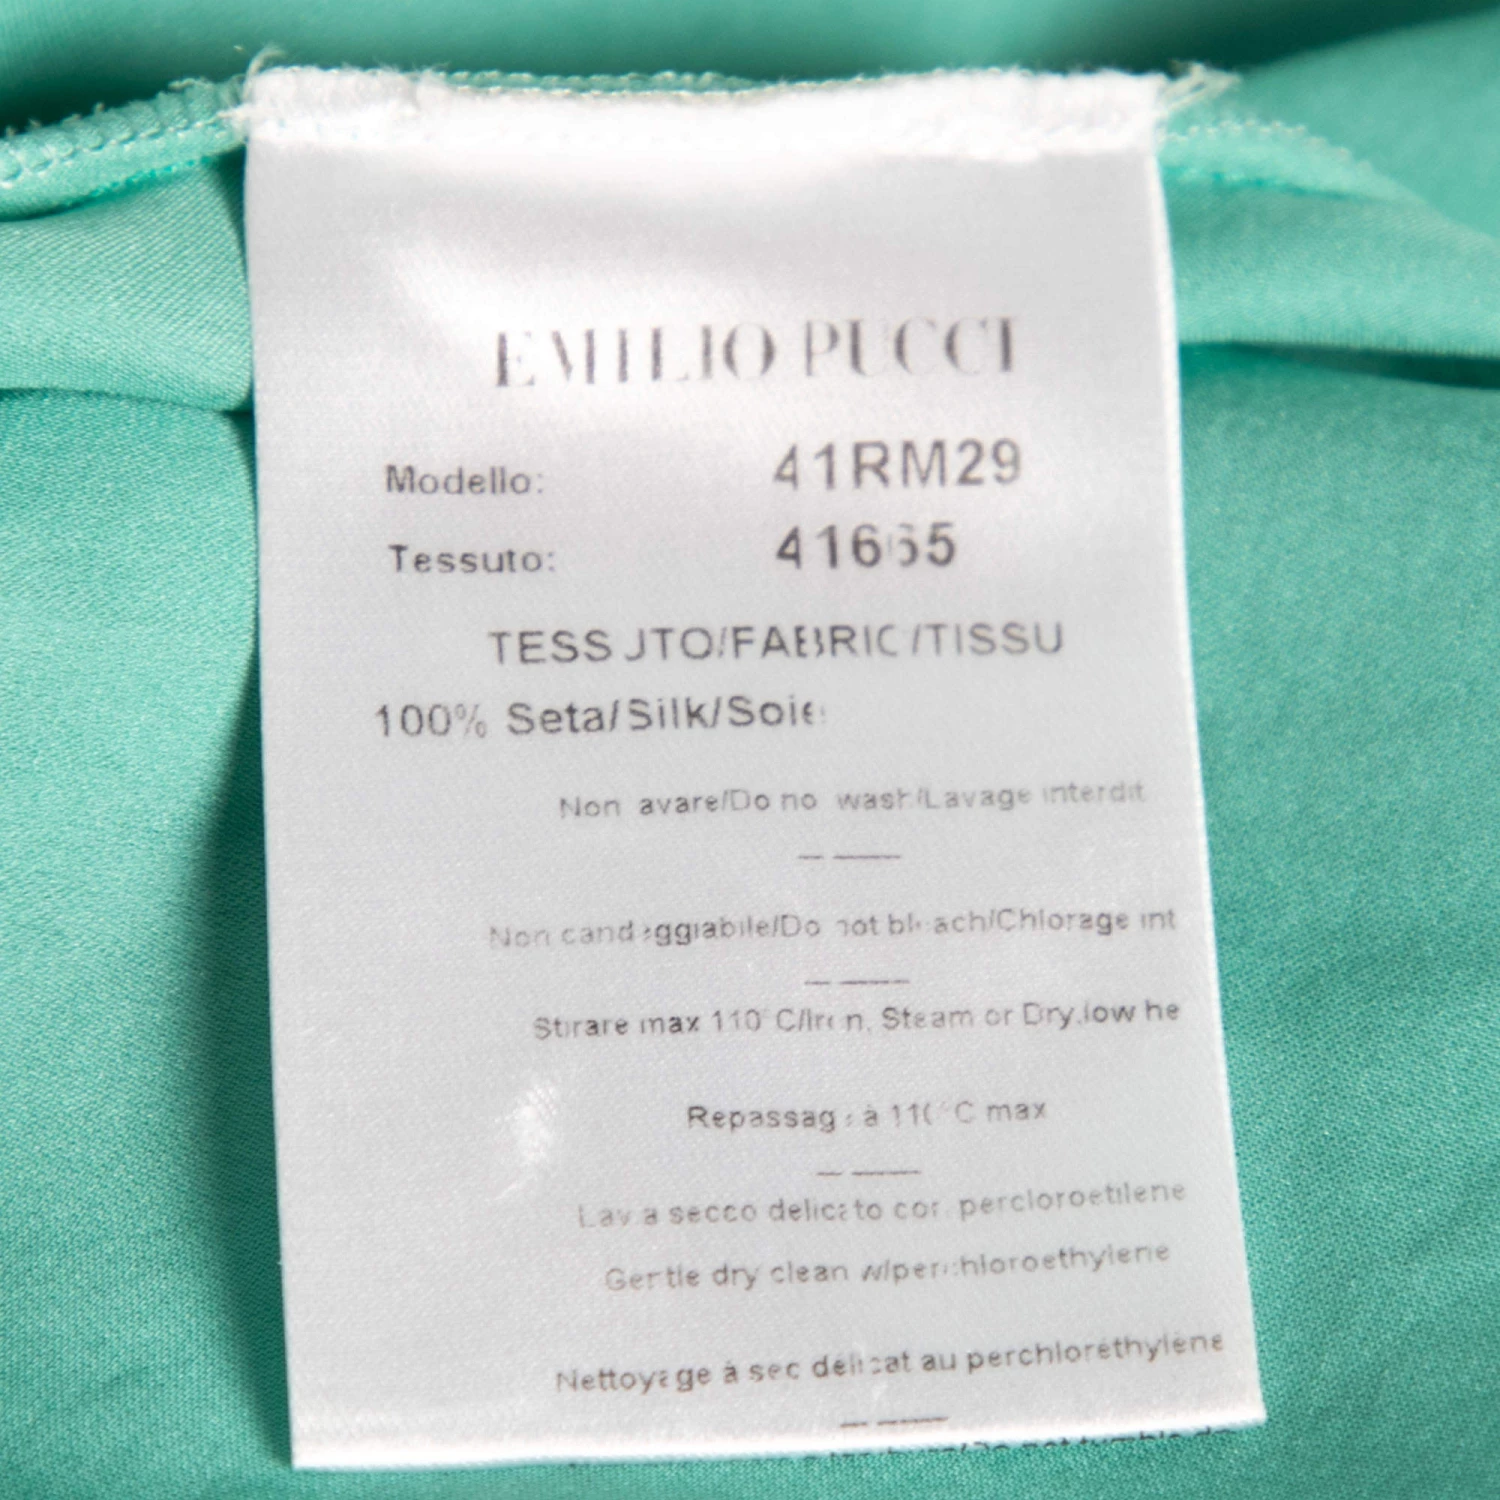 EMILIO PUCCI
Modello: 41RM29
Tessuto: 41665
TESSUTO/FABRIC/TISSU
100% Seta/Silk/Soie
Non lavare/Do not wash/Lavage interdit
Non candeggiabile/Do not bleach/Chlorage int
Stirare max 110°C/Iron, Steam or Dry,low he
Repassage à 110°C max
Lav a secco delicato con percloroetilene
Gentle dry clean w/perchloroethylene
Nettoyage à sec délicat au perchloréthylène